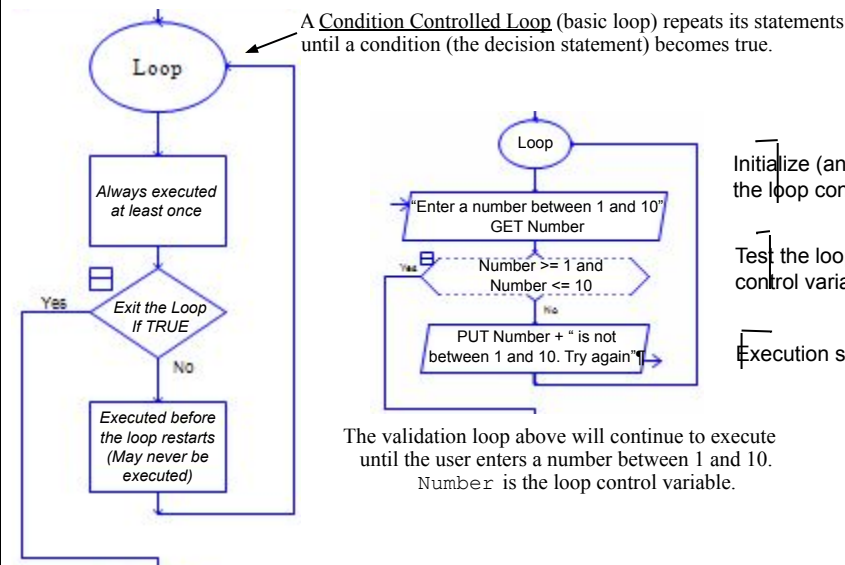 A Condition Controlled Loop (basic loop) repeats its statements
until a condition (the decision statement) becomes true.
Loop
Always executed
at least once
Yes
Exit the Loop
If TRUE
No
Executed before
the loop restarts
(May never be
executed)
Loop
"Enter a number between 1 and 10"
GET Number
Yes
Number >= 1 and
Number <= 10
No
PUT Number + “ is not
between 1 and 10. Try again”¶
Initialize (an
the loop con
Test the loo
control varia
Execution s
The validation loop above will continue to execute
until the user enters a number between 1 and 10.
Number is the loop control variable.